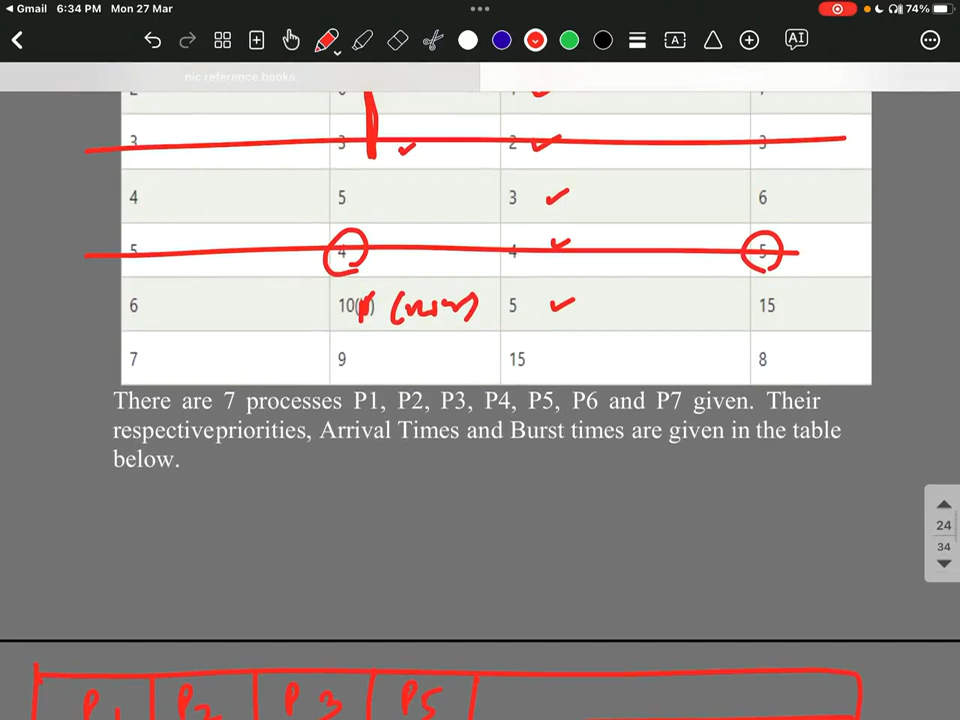 Gmail 6:34 PM Mon 27 Mar 74%
A AI
nic.reference.books
3 3 2 3
4 5 3 6
5 4 4 5
6 10( ) 5 15
7 9 15 8
There are 7 processes P1, P2, P3, P4, P5, P6 and P7 given. Their
respectivepriorities, Arrival Times and Burst times are given in the table
below.
24
34
P1 P2 P3 P5